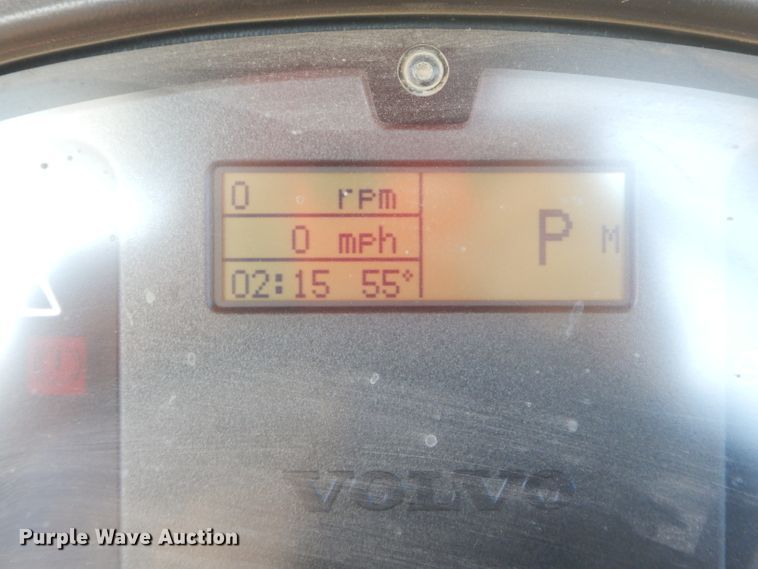 0 rpm
0 mph
02:15 55°
P M
VOLVO
Purple Wave Auction